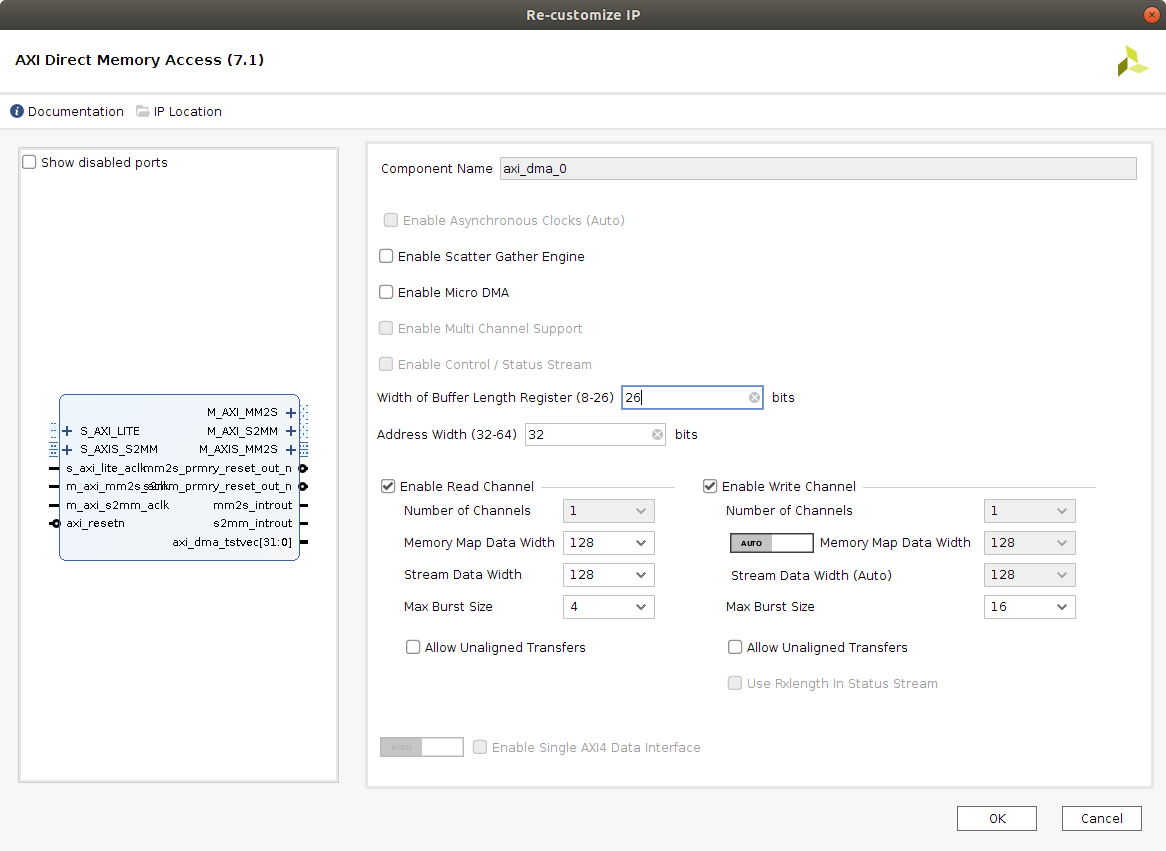 Re-customize IP
AXI Direct Memory Access (7.1)
Documentation IP Location
Show disabled ports
M_AXI_MM2S
S_AXI_LITE M_AXI_S2MM
S_AXIS_S2MM M_AXIS_MM2S
s_axi_lite_aclk mm2s_prmry_reset_out_n
m_axi_mm2s_aclk s2mm_prmry_reset_out_n
m_axi_s2mm_aclk mm2s_introut
axi_resetn s2mm_introut
axi_dma_tstvec[31:0]
Component Name axi_dma_0
Enable Asynchronous Clocks (Auto)
Enable Scatter Gather Engine
Enable Micro DMA
Enable Multi Channel Support
Enable Control / Status Stream
Width of Buffer Length Register (8-26) 26 bits
Address Width (32-64) 32 bits
Enable Read Channel
Number of Channels 1
Memory Map Data Width 128
Stream Data Width 128
Max Burst Size 4
Allow Unaligned Transfers
Enable Write Channel
Number of Channels 1
AUTO Memory Map Data Width 128
Stream Data Width (Auto) 128
Max Burst Size 16
Allow Unaligned Transfers
Use Rxlength In Status Stream
AUTO Enable Single AXI4 Data Interface
OK Cancel